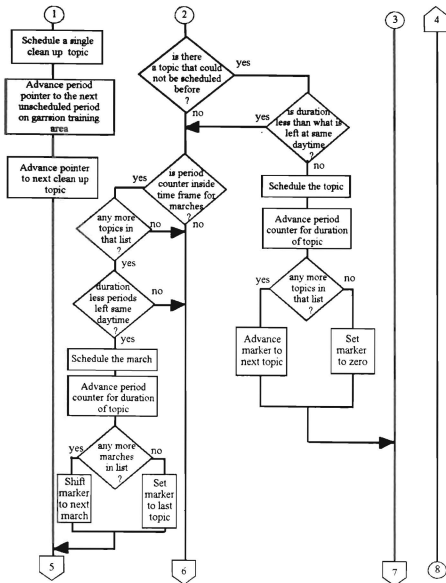 1
2
3
4
Schedule a single
clean up topic
Advance period
pointer to the next
unscheduled period
on garrsion training
area
Advance pointer
to next clean up
topic
is there
a topic that could
not be scheduled
before
?
yes
no
is duration
less than what is
left at same
daytime
?
yes
no
Schedule the topic
Advance period
counter for duration
of topic
any more
topics in
that list
?
yes
no
Advance
marker to
next topic
Set
marker
to zero
is period
counter inside
time frame for
marches
?
yes
no
any more
topics in
that list
?
no
yes
duration
less periods
left same
daytime
?
no
yes
Schedule the march
Advance period
counter for duration
of topic
any more
marches
in list
?
yes
no
Shift
marker
to next
march
Set
marker
to last
topic
5
6
7
8